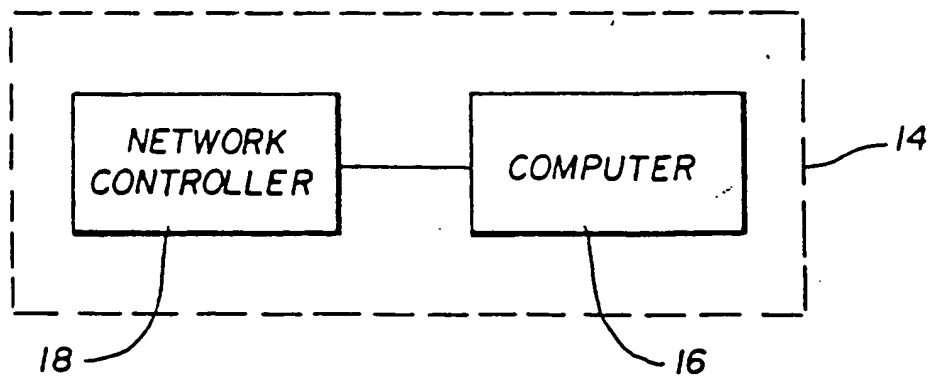 NETWORK
CONTROLLER
COMPUTER
14
18
16